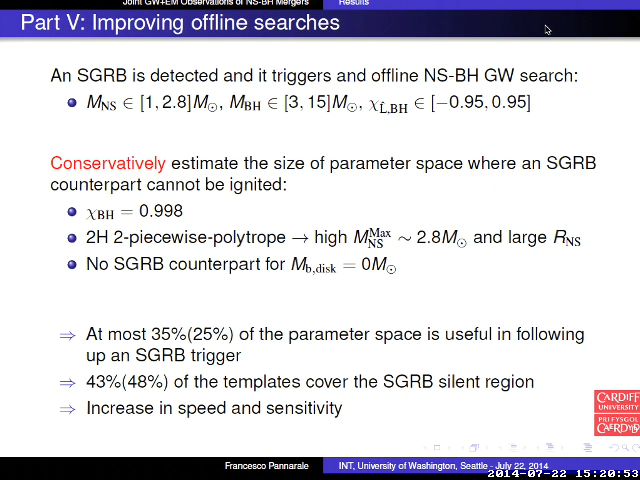 Joint GW+EM Observations of NS-BH Mergers Results
Part V: Improving offline searches
An SGRB is detected and it triggers and offline NS-BH GW search:
M_NS ∈ [1, 2.8]M_⊙, M_BH ∈ [3, 15]M_⊙, χ_L̂,BH ∈ [−0.95, 0.95]
Conservatively estimate the size of parameter space where an SGRB
counterpart cannot be ignited:
χ_BH = 0.998
2H 2-piecewise-polytrope → high M_NS^Max ∼ 2.8M_⊙ and large R_NS
No SGRB counterpart for M_b,disk = 0M_⊙
⇒ At most 35%(25%) of the parameter space is useful in following
up an SGRB trigger
⇒ 43%(48%) of the templates cover the SGRB silent region
⇒ Increase in speed and sensitivity
CARDIFF
UNIVERSITY
PRIFYSGOL
CAERDYDD
Francesco Pannarale INT, University of Washington, Seattle - July 22, 2014
2014-07-22 15:20:53